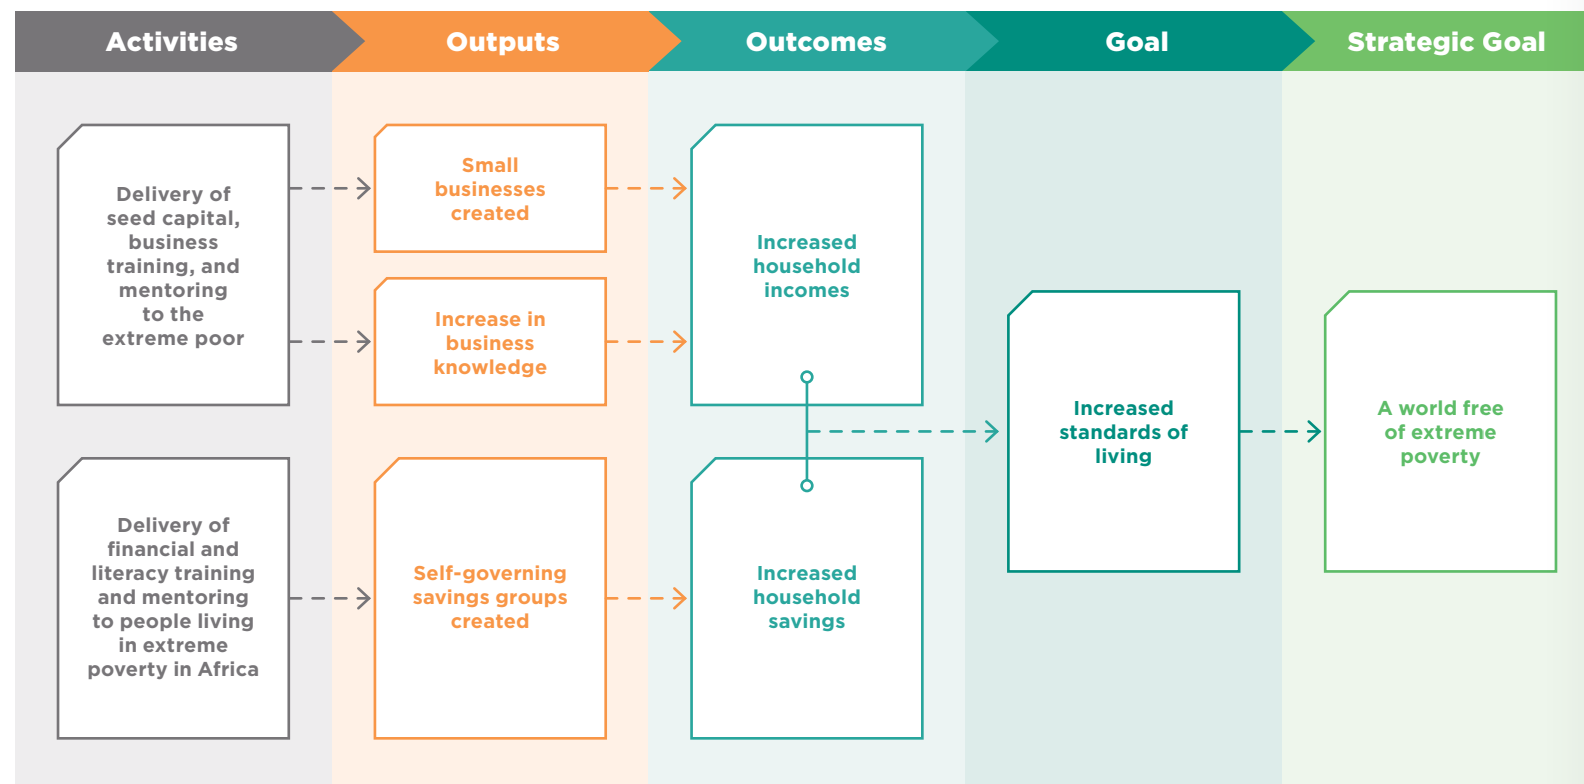 Activities
Outputs
Outcomes
Goal
Strategic Goal
Delivery of
seed capital,
business
training, and
mentoring
to the
extreme poor
Small
businesses
created
Increase in
business
knowledge
Increased
household
incomes
Increased
standards of
living
A world free
of extreme
poverty
Delivery of
financial and
literacy training
and mentoring
to people living
in extreme
poverty in Africa
Self-governing
savings groups
created
Increased
household
savings